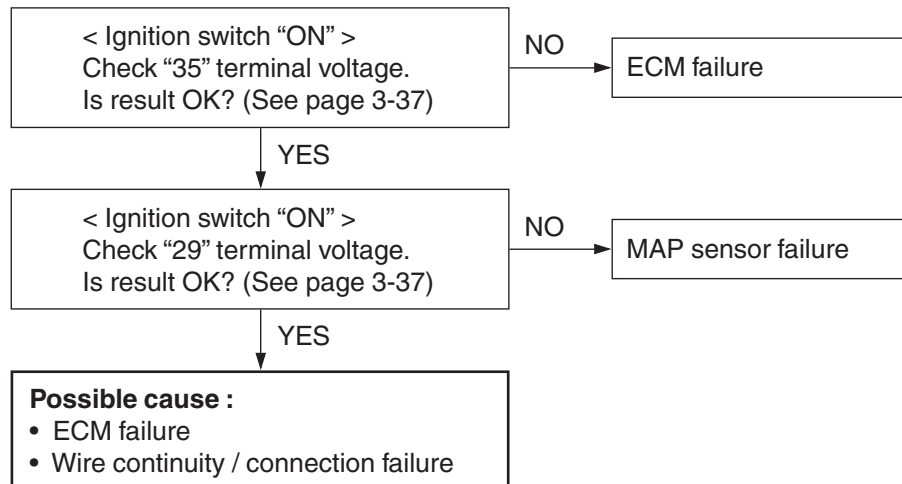 < Ignition switch “ON” >
Check “35” terminal voltage.
Is result OK? (See page 3-37)
NO
ECM failure
YES
< Ignition switch “ON” >
Check “29” terminal voltage.
Is result OK? (See page 3-37)
NO
MAP sensor failure
YES
Possible cause :
• ECM failure
• Wire continuity / connection failure